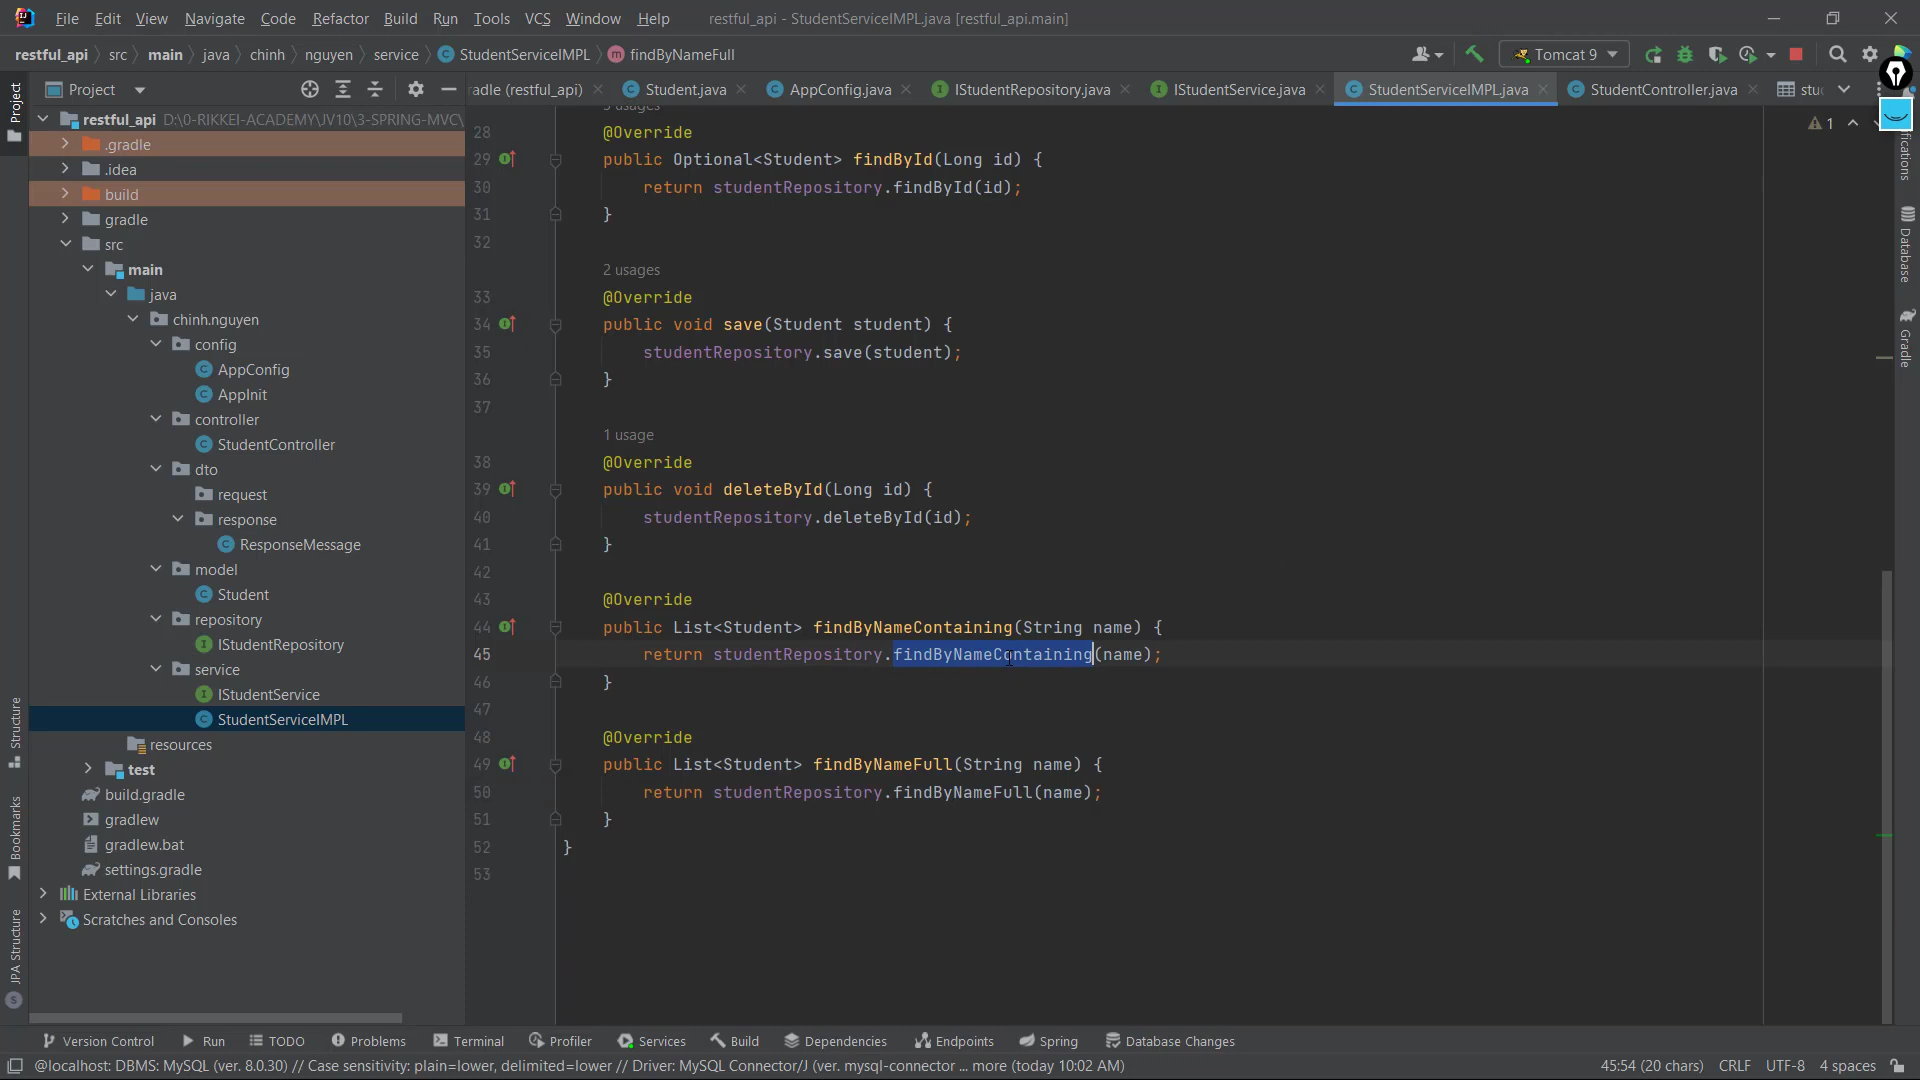 File Edit View Navigate Code Refactor Build Run Tools VCS Window Help restful_api - StudentServiceIMPL.java [restful_api.main]
restful_api src main java chinh nguyen service StudentServiceIMPL findByNameFull Tomcat 9
Project
radle (restful_api) Student.java AppConfig.java IStudentRepository.java IStudentService.java StudentServiceIMPL.java StudentController.java stu
restful_api D:\0-RIKKEI-ACADEMY\JV10\3-SPRING-MVC\
.gradle
.idea
build
gradle
src
main
java
chinh.nguyen
config
AppConfig
AppInit
controller
StudentController
dto
request
response
ResponseMessage
model
Student
repository
IStudentRepository
service
IStudentService
StudentServiceIMPL
resources
test
build.gradle
gradlew
gradlew.bat
settings.gradle
External Libraries
Scratches and Consoles
Project
Structure
Bookmarks
JPA Structure
1
28 @Override
29 public Optional<Student> findById(Long id) {
30 return studentRepository.findById(id);
31 }
32
2 usages
33 @Override
34 public void save(Student student) {
35 studentRepository.save(student);
36 }
37
1 usage
38 @Override
39 public void deleteById(Long id) {
40 studentRepository.deleteById(id);
41 }
42
43 @Override
44 public List<Student> findByNameContaining(String name) {
45 return studentRepository.findByNameContaining(name);
46 }
47
48 @Override
49 public List<Student> findByNameFull(String name) {
50 return studentRepository.findByNameFull(name);
51 }
52 }
53
Database
Gradle
Version Control Run TODO Problems Terminal Profiler Services Build Dependencies Endpoints Spring Database Changes
@localhost: DBMS: MySQL (ver. 8.0.30) // Case sensitivity: plain=lower, delimited=lower // Driver: MySQL Connector/J (ver. mysql-connector ... more (today 10:02 AM) 45:54 (20 chars) CRLF UTF-8 4 spaces